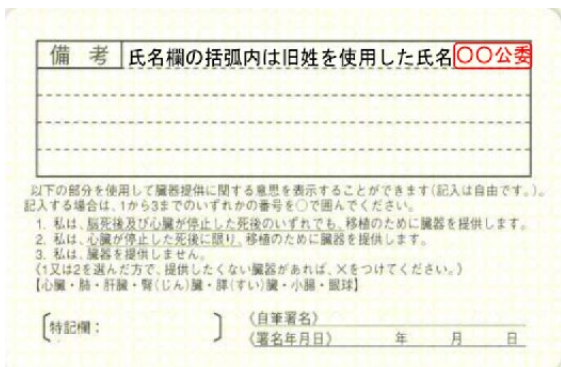 備考 氏名欄の括弧内は旧姓を使用した氏名 〇〇公委
以下の部分を使用して臓器提供に関する意思を表示することができます(記入は自由です。)。
記入する場合は、1から3までのいずれかの番号を○で囲んでください。
1. 私は、脳死後及び心臓が停止した死後のいずれでも、移植のために臓器を提供します。
2. 私は、心臓が停止した死後に限り、移植のために臓器を提供します。
3. 私は、臓器を提供しません。
(1又は2を選んだ方で、提供したくない臓器があれば、×をつけてください。)
【心臓・肺・肝臓・腎(じん)臓・膵(すい)臓・小腸・眼球】
〔特記欄: 〕 (自筆署名)
(署名年月日) 年 月 日